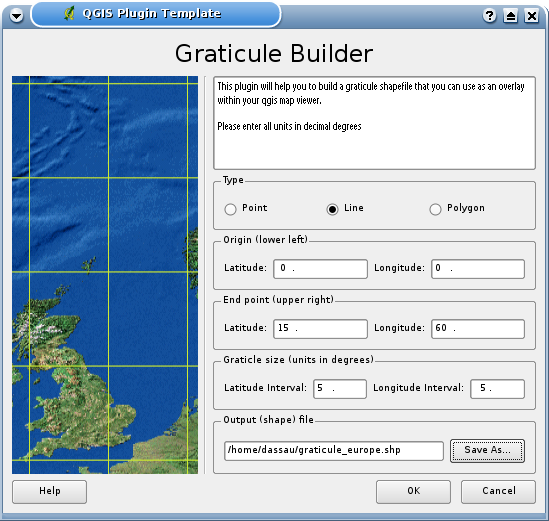 QGIS Plugin Template
?
Graticule Builder
This plugin will help you to build a graticule shapefile that you can use as an overlay
within your qgis map viewer.
Please enter all units in decimal degrees
Type
Point
Line
Polygon
Origin (lower left)
Latitude: 0 . Longitude: 0 .
End point (upper right)
Latitude: 15 . Longitude: 60 .
Graticle size (units in degrees)
Latitude Interval: 5 . Longitude Interval: 5 .
Output (shape) file
/home/dassau/graticule_europe.shp Save As...
Help OK Cancel